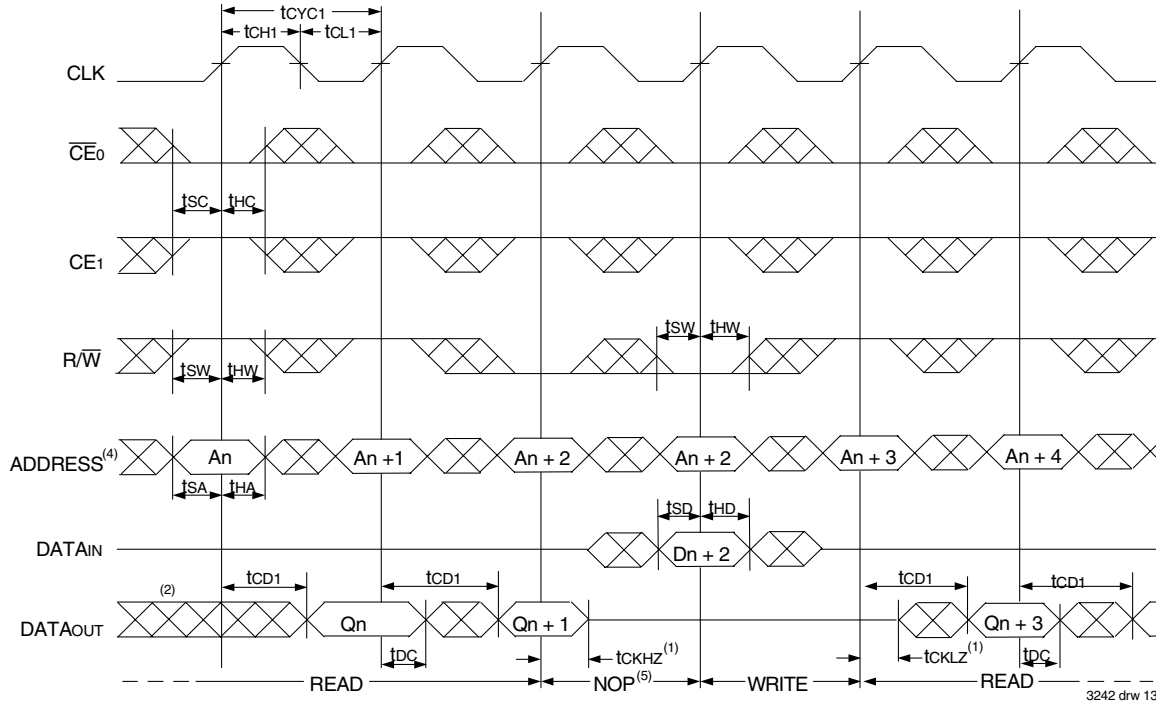 tCYC1
tCH1 tCL1
CLK
CE0
tSC tHC
CE1
tSW tHW
R/W
tSW tHW
ADDRESS(4) An An +1 An + 2 An + 2 An + 3 An + 4
tSA tHA
tSD tHD
DATAIN Dn + 2
(2) tCD1 tCD1 tCD1 tCD1
DATAOUT Qn Qn + 1 Qn + 3
tDC tCKHZ(1) tCKLZ(1) tDC
READ NOP(5) WRITE READ
3242 drw 13